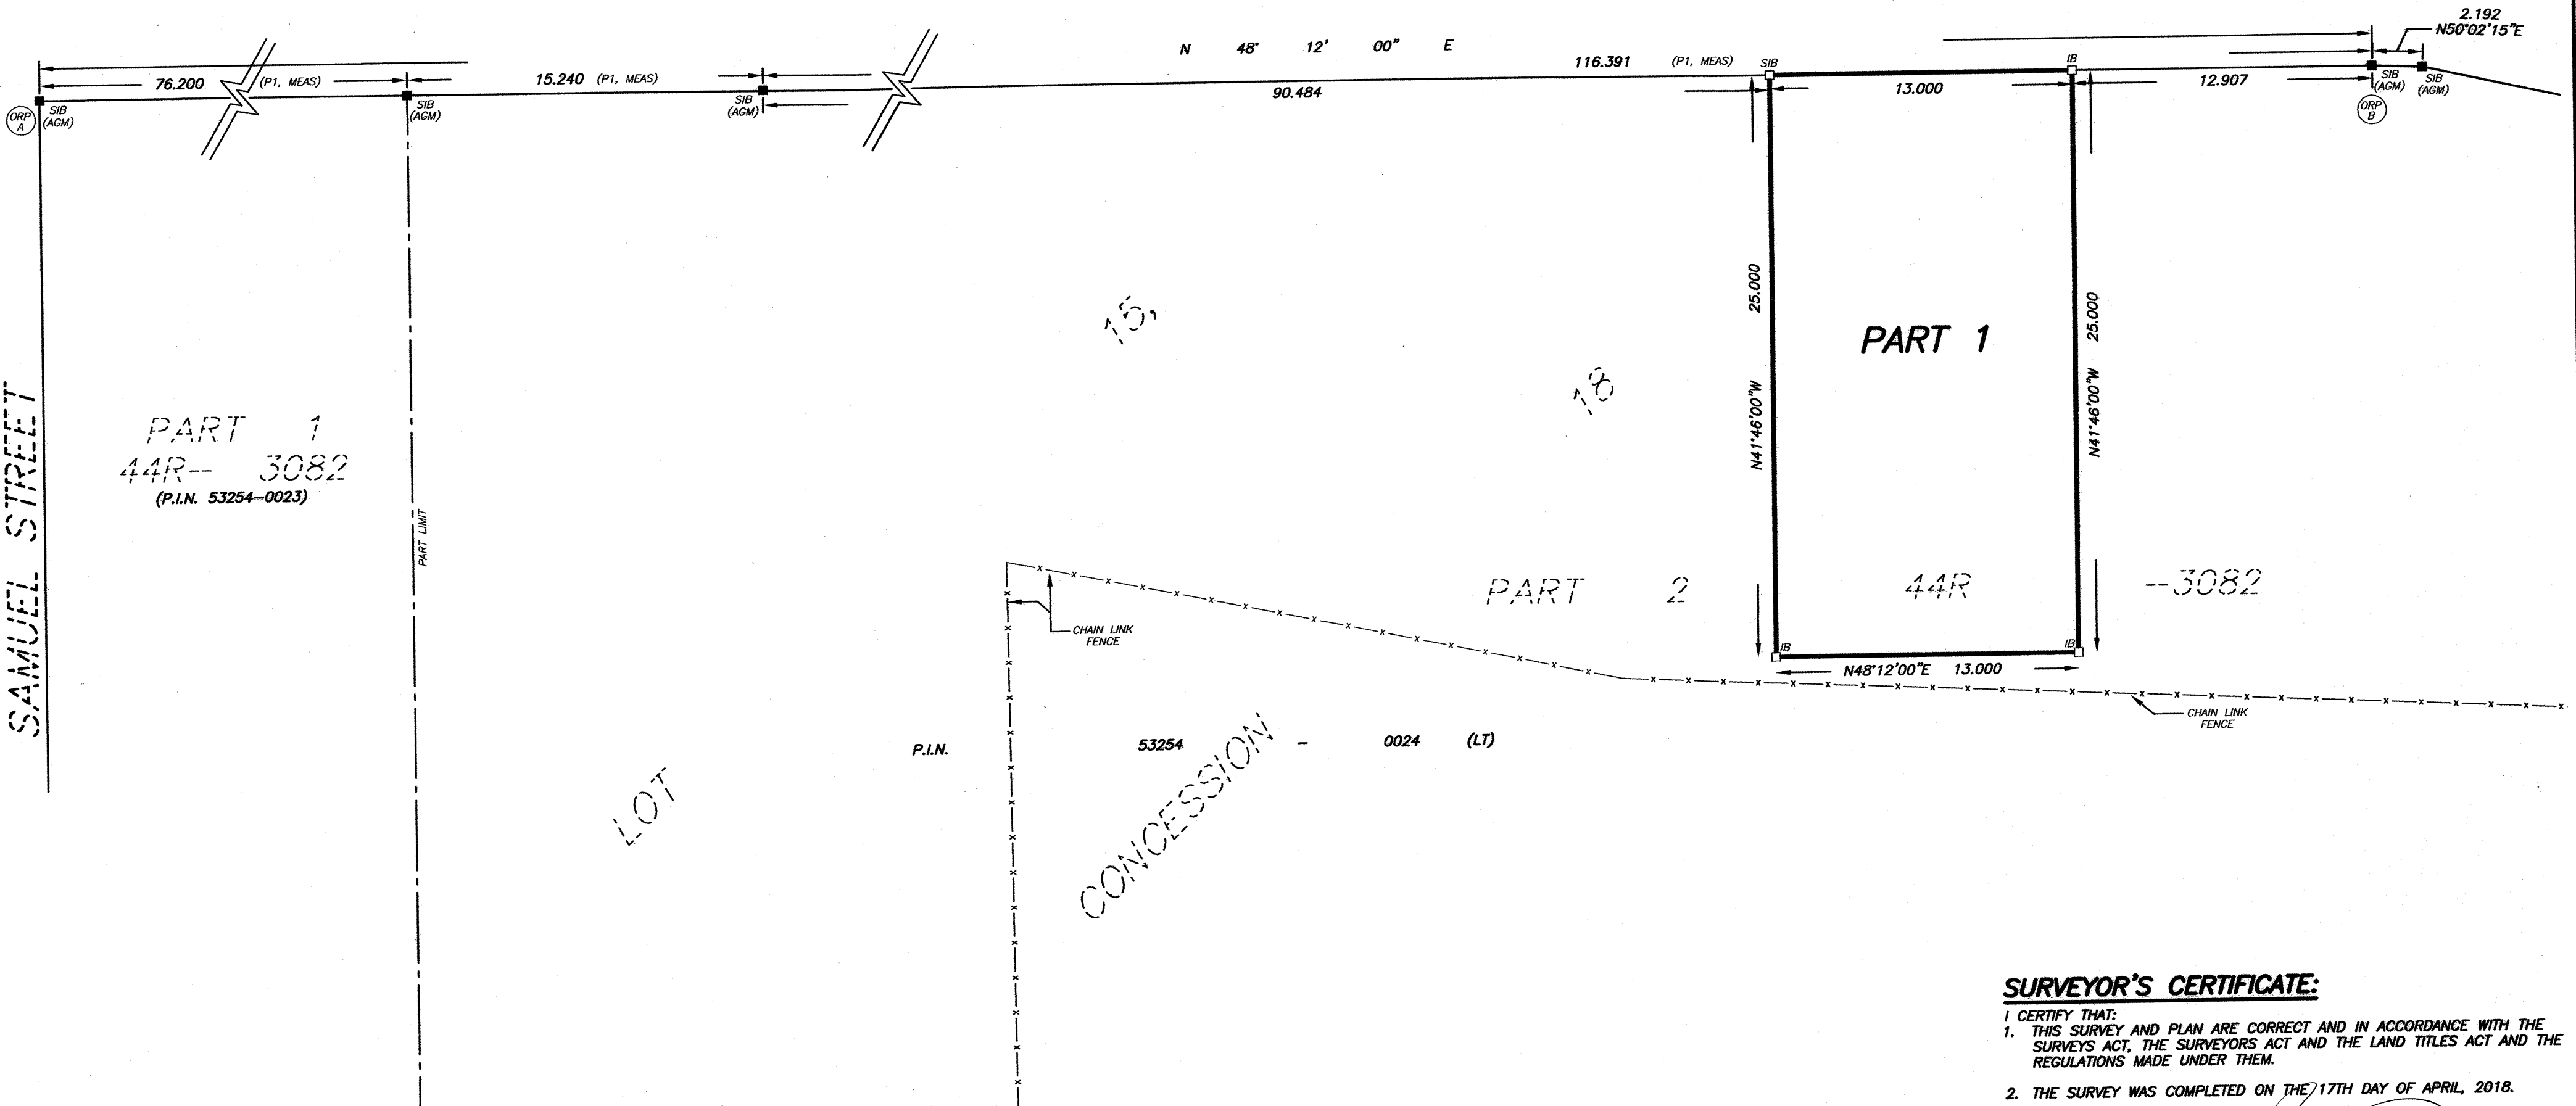 2.192
N50°02'15"E
N 48° 12' 00" E
76.200 (P1, MEAS)
15.240 (P1, MEAS)
116.391 (P1, MEAS)
90.484
SIB
IB
13.000
12.907
ORP
A
SIB
(AGM)
SIB
(AGM)
SIB
(AGM)
SIB
(AGM)
SIB
(AGM)
ORP
B
25.000
N41°46'00"W
25.000
N41°46'00"W
PART 1
15,
18
SAMUEL STREET
PART 1
44R-- 3082
(P.I.N. 53254-0023)
PART LIMIT
PART 2 44R --3082
CHAIN LINK
FENCE
IB
IB
N48°12'00"E 13.000
CHAIN LINK
FENCE
P.I.N. 53254 - 0024 (LT)
LOT
CONCESSION
SURVEYOR'S CERTIFICATE:
I CERTIFY THAT:
1. THIS SURVEY AND PLAN ARE CORRECT AND IN ACCORDANCE WITH THE
SURVEYS ACT, THE SURVEYORS ACT AND THE LAND TITLES ACT AND THE
REGULATIONS MADE UNDER THEM.
2. THE SURVEY WAS COMPLETED ON THE 17TH DAY OF APRIL, 2018.